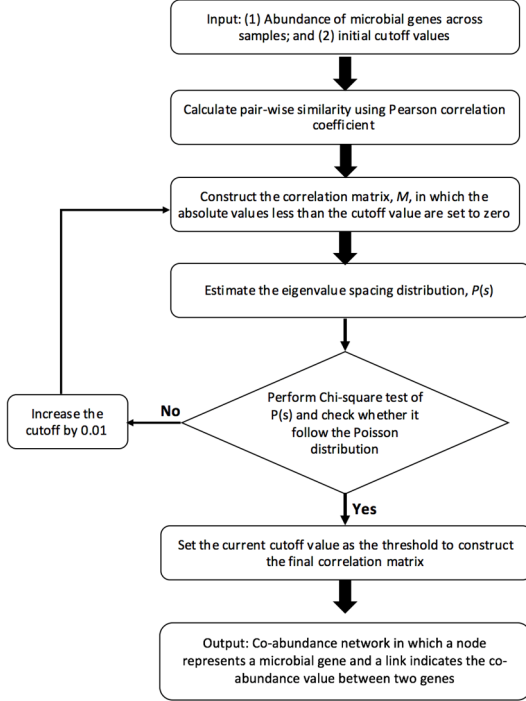 Input: (1) Abundance of microbial genes across
samples; and (2) initial cutoff values
Calculate pair-wise similarity using Pearson correlation
coefficient
Construct the correlation matrix, M, in which the
absolute values less than the cutoff value are set to zero
Estimate the eigenvalue spacing distribution, P(s)
Perform Chi-square test of
P(s) and check whether it
follow the Poisson
distribution
No
Increase the
cutoff by 0.01
Yes
Set the current cutoff value as the threshold to construct
the final correlation matrix
Output: Co-abundance network in which a node
represents a microbial gene and a link indicates the co-
abundance value between two genes